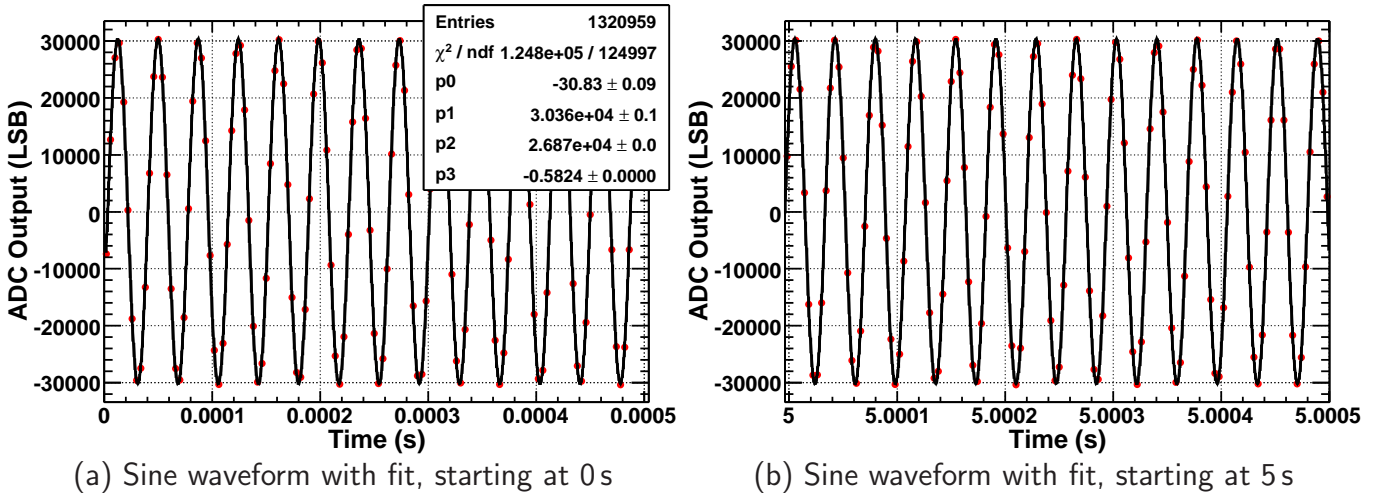 ADC Output (LSB)
30000
20000
10000
0
-10000
-20000
-30000
Entries 1320959
χ² / ndf 1.248e+05 / 124997
p0 -30.83 ± 0.09
p1 3.036e+04 ± 0.1
p2 2.687e+04 ± 0.0
p3 -0.5824 ± 0.0000
0 0.0001 0.0002 0.0003 0.0004 0.0005
Time (s)
(a) Sine waveform with fit, starting at 0 s
ADC Output (LSB)
30000
20000
10000
0
-10000
-20000
-30000
5 5.0001 5.0002 5.0003 5.0004 5.0005
Time (s)
(b) Sine waveform with fit, starting at 5 s